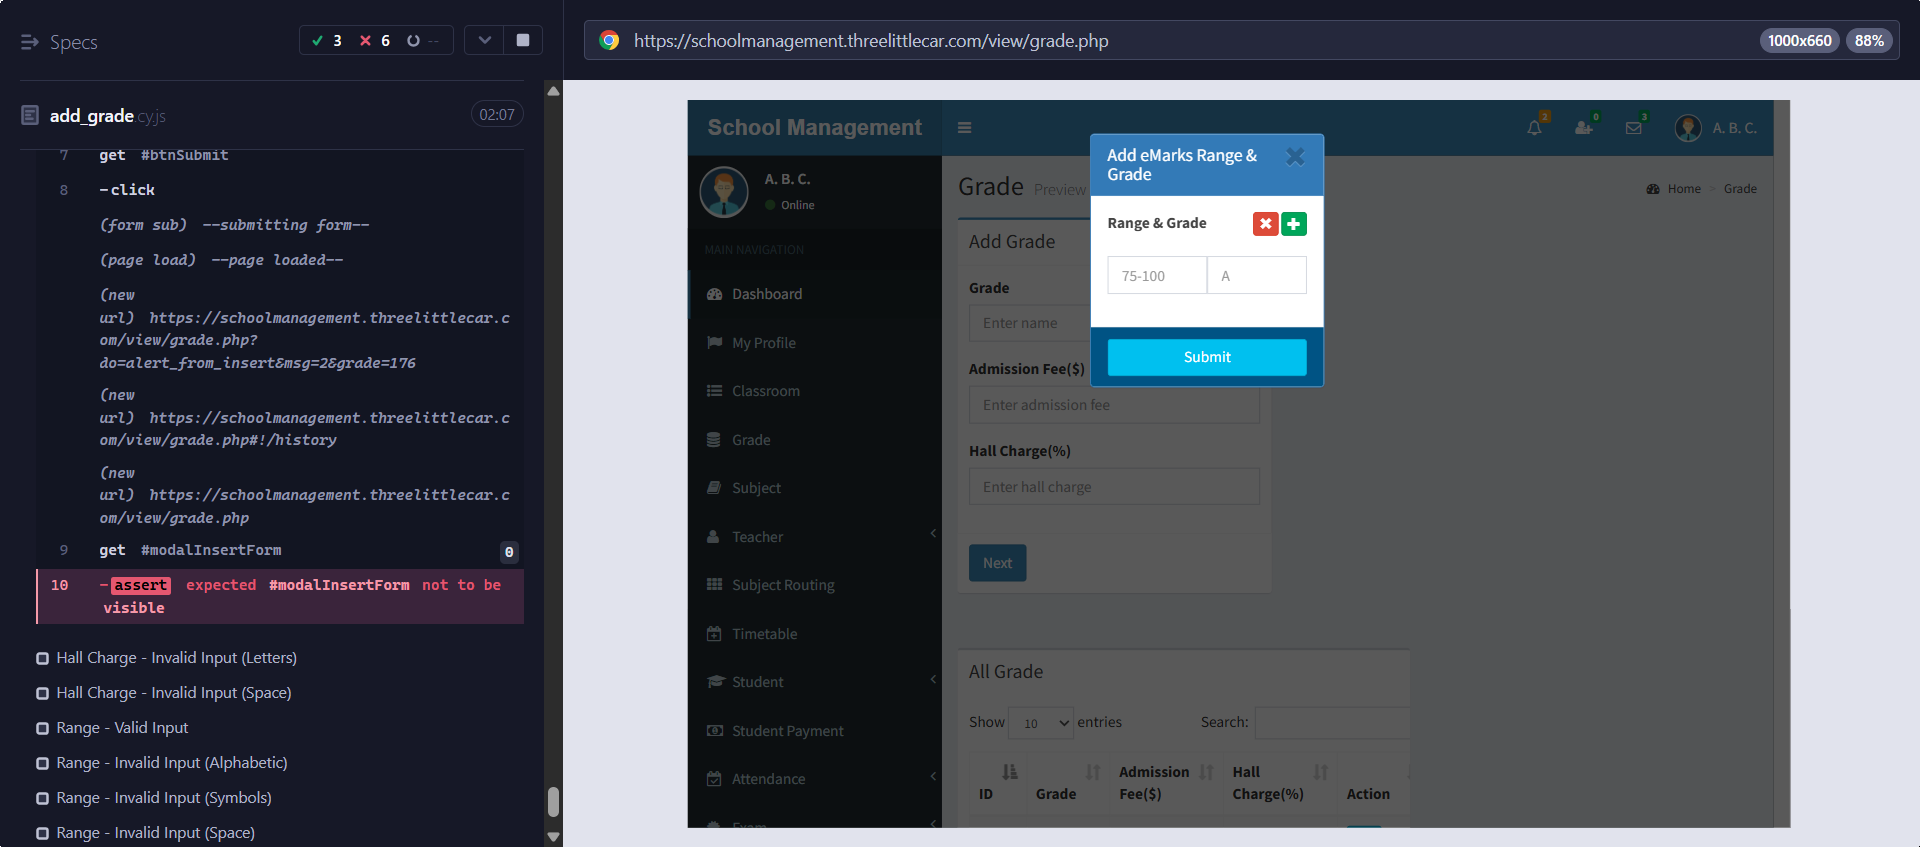 Specs
3 6 --
https://schoolmanagement.threelittlecar.com/view/grade.php
1000x660 88%
add_grade.cy.js
02:07
7 get #btnSubmit
8 -click
(form sub) --submitting form--
(page load) --page loaded--
(new
url) https://schoolmanagement.threelittlecar.c
om/view/grade.php?
do=alert_from_insert&msg=2&grade=176
(new
url) https://schoolmanagement.threelittlecar.c
om/view/grade.php#!/history
(new
url) https://schoolmanagement.threelittlecar.c
om/view/grade.php
9 get #modalInsertForm 0
10 -assert expected #modalInsertForm not to be
visible
Hall Charge - Invalid Input (Letters)
Hall Charge - Invalid Input (Space)
Range - Valid Input
Range - Invalid Input (Alphabetic)
Range - Invalid Input (Symbols)
Range - Invalid Input (Space)
School Management
2 0 3 A. B. C.
A. B. C.
Online
MAIN NAVIGATION
Dashboard
My Profile
Classroom
Grade
Subject
Teacher
Subject Routing
Timetable
Student
Student Payment
Attendance
Exam
Grade Preview
Home > Grade
Add Grade
Grade
Enter name
Admission Fee($)
Enter admission fee
Hall Charge(%)
Enter hall charge
Next
Add eMarks Range &
Grade
Range & Grade
75-100 A
Submit
All Grade
Show 10 entries Search:
ID Grade Admission
Fee($) Hall
Charge(%) Action